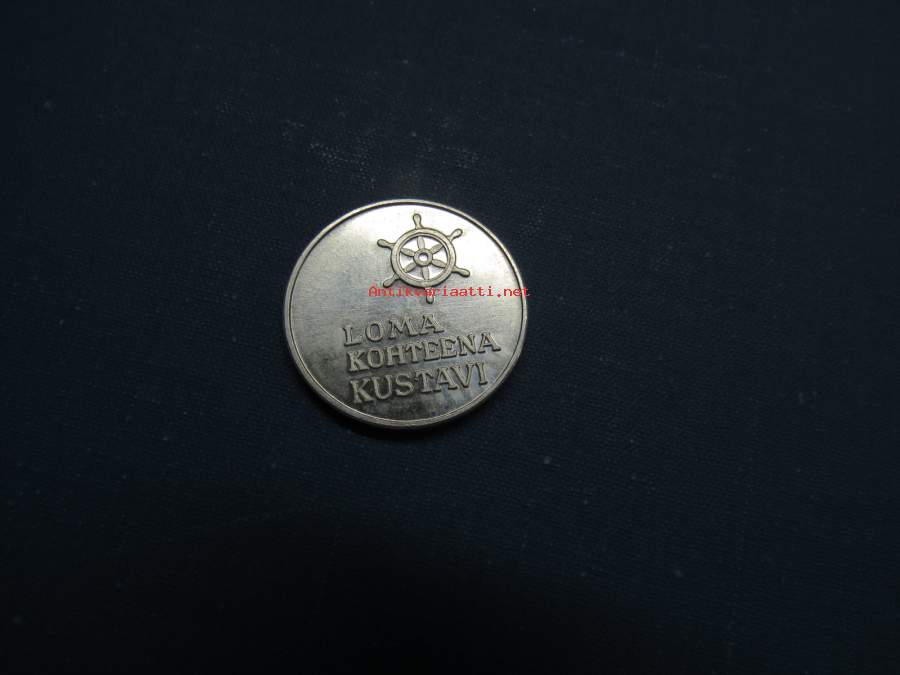 Antikvariaatti.net
LOMA
KOHTEENA
KUSTAVI